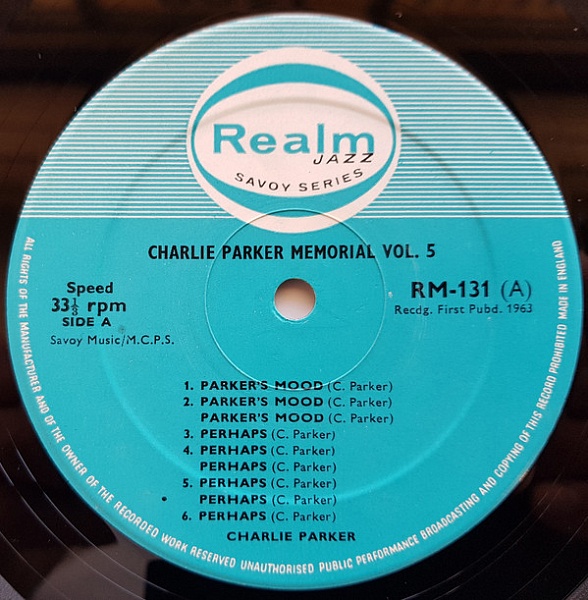 Realm
JAZZ
SAVOY SERIES
CHARLIE PARKER MEMORIAL VOL. 5
Speed
33⅓ rpm
SIDE A
Savoy Music/M.C.P.S.
RM-131 (A)
Recdg. First Pubd. 1963
1. PARKER'S MOOD (C. Parker)
2. PARKER'S MOOD (C. Parker)
PARKER'S MOOD (C. Parker)
3. PERHAPS (C. Parker)
4. PERHAPS (C. Parker)
PERHAPS (C. Parker)
5. PERHAPS (C. Parker)
PERHAPS (C. Parker)
6. PERHAPS (C. Parker)
CHARLIE PARKER
ALL RIGHTS OF THE MANUFACTURER AND OF THE OWNER OF THE RECORDED WORK RESERVED UNAUTHORISED PUBLIC PERFORMANCE BROADCASTING AND COPYING OF THIS RECORD PROHIBITED MADE IN ENGLAND